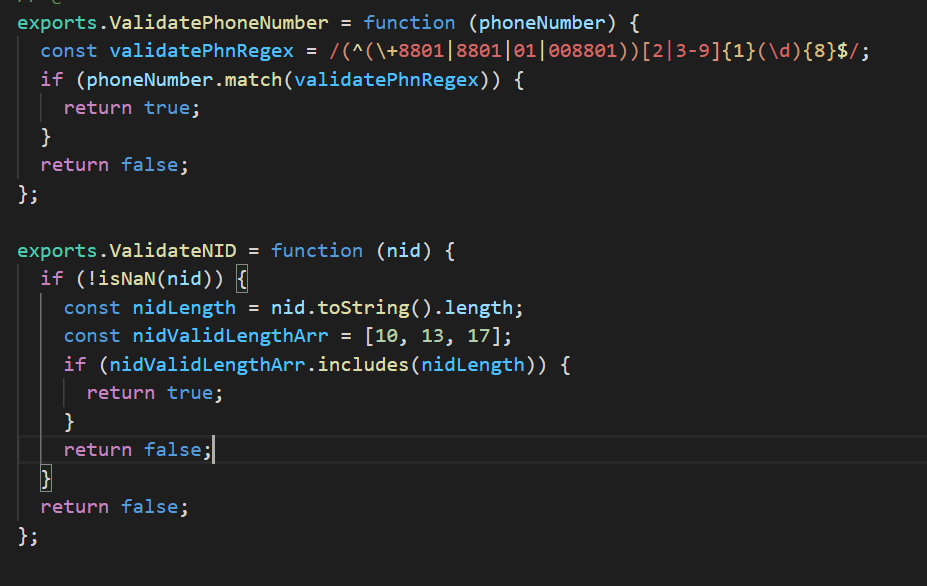 exports.ValidatePhoneNumber = function (phoneNumber) {
  const validatePhnRegex = /(^(\+8801|8801|01|008801))[2|3-9]{1}(\d){8}$/;
  if (phoneNumber.match(validatePhnRegex)) {
    return true;
  }
  return false;
};

exports.ValidateNID = function (nid) {
  if (!isNaN(nid)) {
    const nidLength = nid.toString().length;
    const nidValidLengthArr = [10, 13, 17];
    if (nidValidLengthArr.includes(nidLength)) {
      return true;
    }
    return false;
  }
  return false;
};